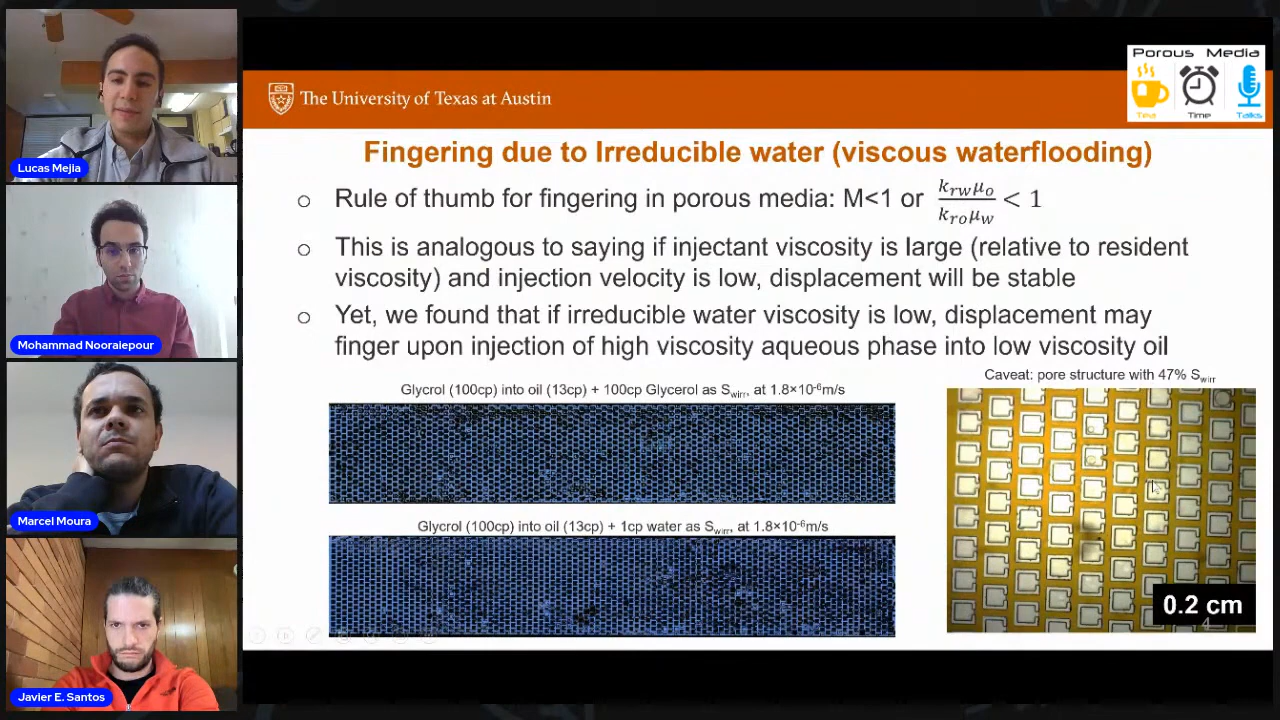 Porous Media
Tea Time Talks
The University of Texas at Austin
Fingering due to Irreducible water (viscous waterflooding)
○ Rule of thumb for fingering in porous media: M<1 or k_rw μ_o / k_ro μ_w < 1
○ This is analogous to saying if injectant viscosity is large (relative to resident
viscosity) and injection velocity is low, displacement will be stable
○ Yet, we found that if irreducible water viscosity is low, displacement may
finger upon injection of high viscosity aqueous phase into low viscosity oil
Glycrol (100cp) into oil (13cp) + 100cp Glycerol as S_wirr, at 1.8×10⁻⁶m/s
Glycrol (100cp) into oil (13cp) + 1cp water as S_wirr, at 1.8×10⁻⁶m/s
Caveat: pore structure with 47% S_wirr
0.2 cm
4
Lucas Mejia
Mohammad Nooralepour
Marcel Moura
Javier E. Santos